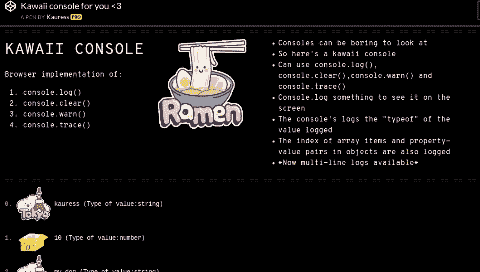 Kawaii console for you <3
A PEN BY Kauress PRO
KAWAII CONSOLE
Browser implementation of:
1. console.log()
2. console.clear()
3. console.warn()
4. console.trace()
Ramen
• Consoles can be boring to look at
• So here's a kawaii console
• Can use console.log(),
console.clear(),console.warn() and
console.trace()
• Console.log something to see it on the
screen
• The console's logs the "typeof" of the
value logged
• The index of array items and property-
value pairs in objects are also logged
• *Now multi-line logs available*
0. Tokyo kauress (Type of value:string)
1. 10 (Type of value:number)